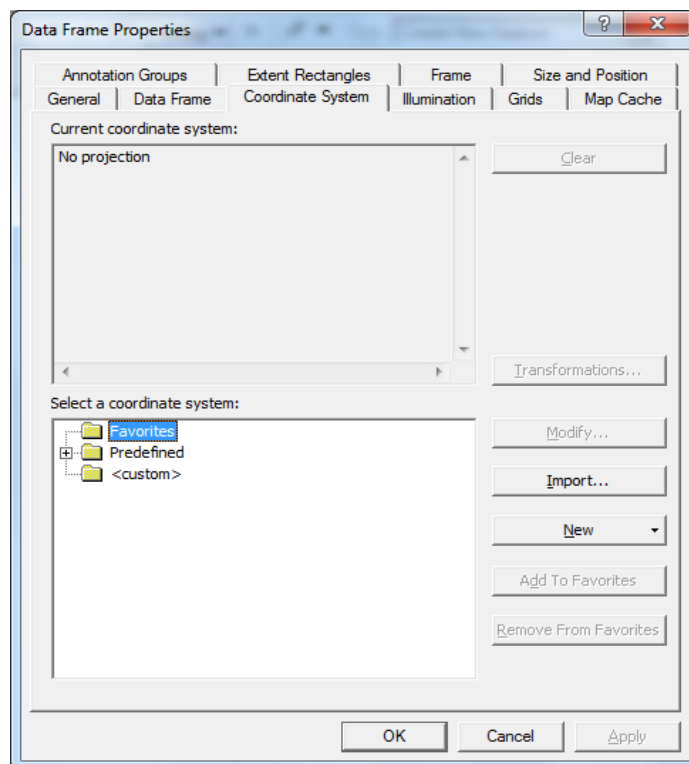 Data Frame Properties
Annotation Groups Extent Rectangles Frame Size and Position
General Data Frame Coordinate System Illumination Grids Map Cache
Current coordinate system:
No projection
Clear
Transformations...
Select a coordinate system:
Favorites
Modify...
Predefined
<custom>
Import...
New
Add To Favorites
Remove From Favorites
OK Cancel Apply